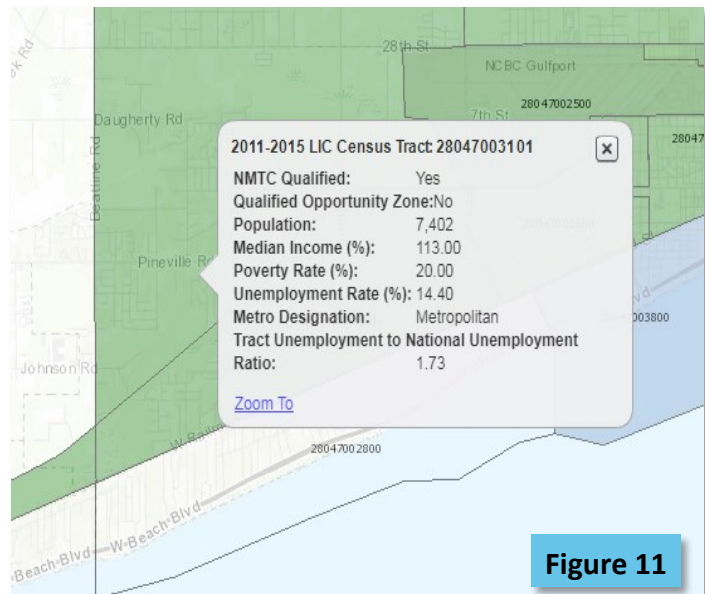 28th St
NCBC Gulfport
28047002500
7th St
Daugherty Rd
28047
Beatline Rd
2011-2015 LIC Census Tract: 28047003101
x
NMTC Qualified: Yes
Qualified Opportunity Zone:No
Population: 7,402
Median Income (%): 113.00
Poverty Rate (%): 20.00
Unemployment Rate (%): 14.40
Metro Designation: Metropolitan
Tract Unemployment to National Unemployment
Ratio: 1.73
Zoom To
Pineville Rd
003800
Johnson Rd
W Railro
28047002800
Beach-Blvd
W-Beach-Blvd
Figure 11